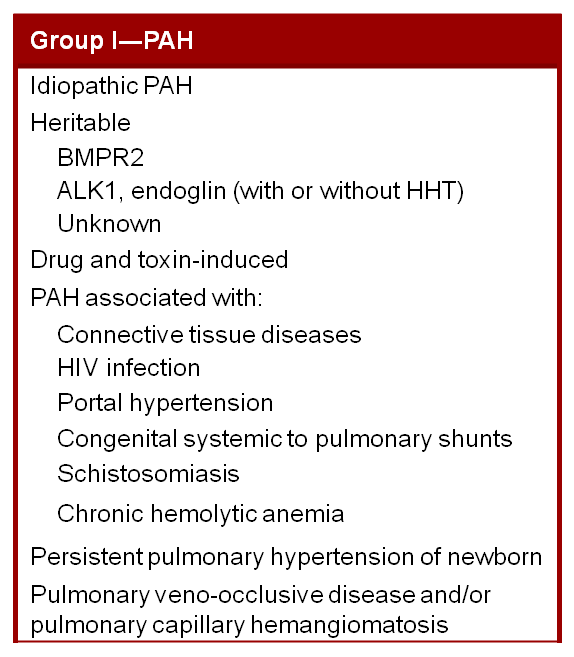 Group I—PAH
Idiopathic PAH
Heritable
BMPR2
ALK1, endoglin (with or without HHT)
Unknown
Drug and toxin-induced
PAH associated with:
Connective tissue diseases
HIV infection
Portal hypertension
Congenital systemic to pulmonary shunts
Schistosomiasis
Chronic hemolytic anemia
Persistent pulmonary hypertension of newborn
Pulmonary veno-occlusive disease and/or
pulmonary capillary hemangiomatosis